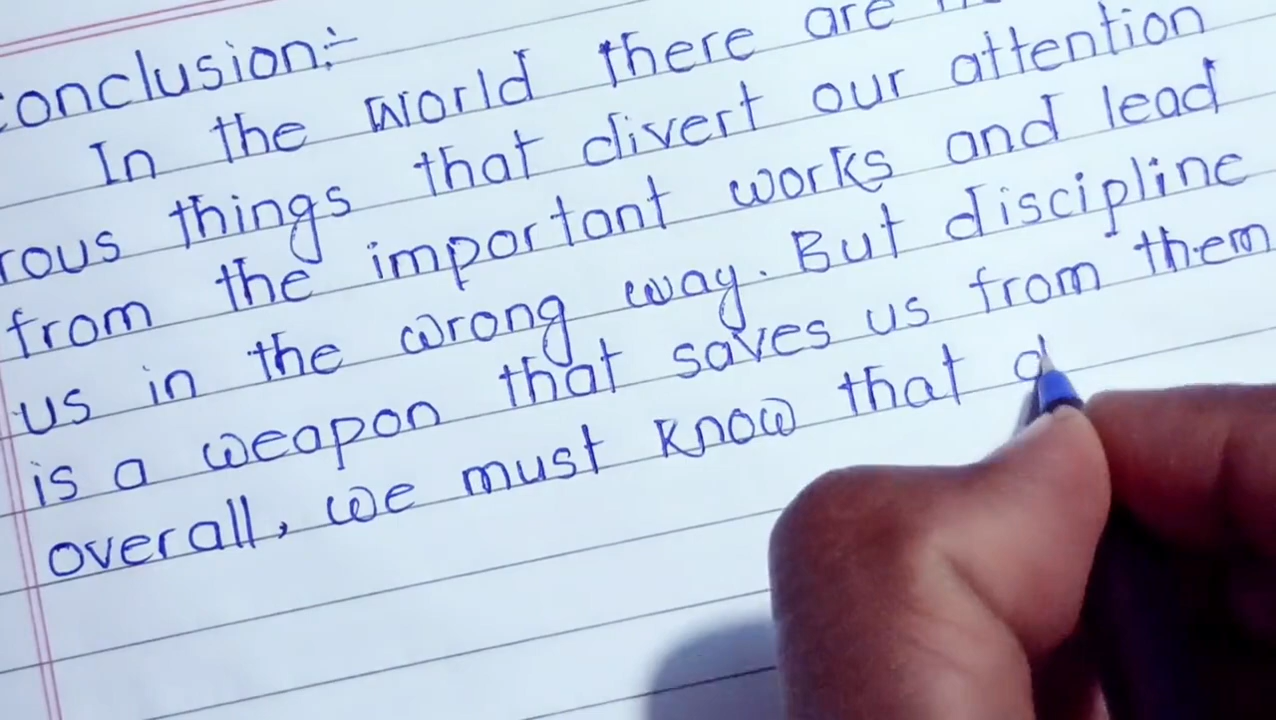 onclusion:-
In the world there are
rous things that divert our attention
from the important works and lead
us in the wrong way. But discipline
is a weapon that saves us from them
overall, we must know that